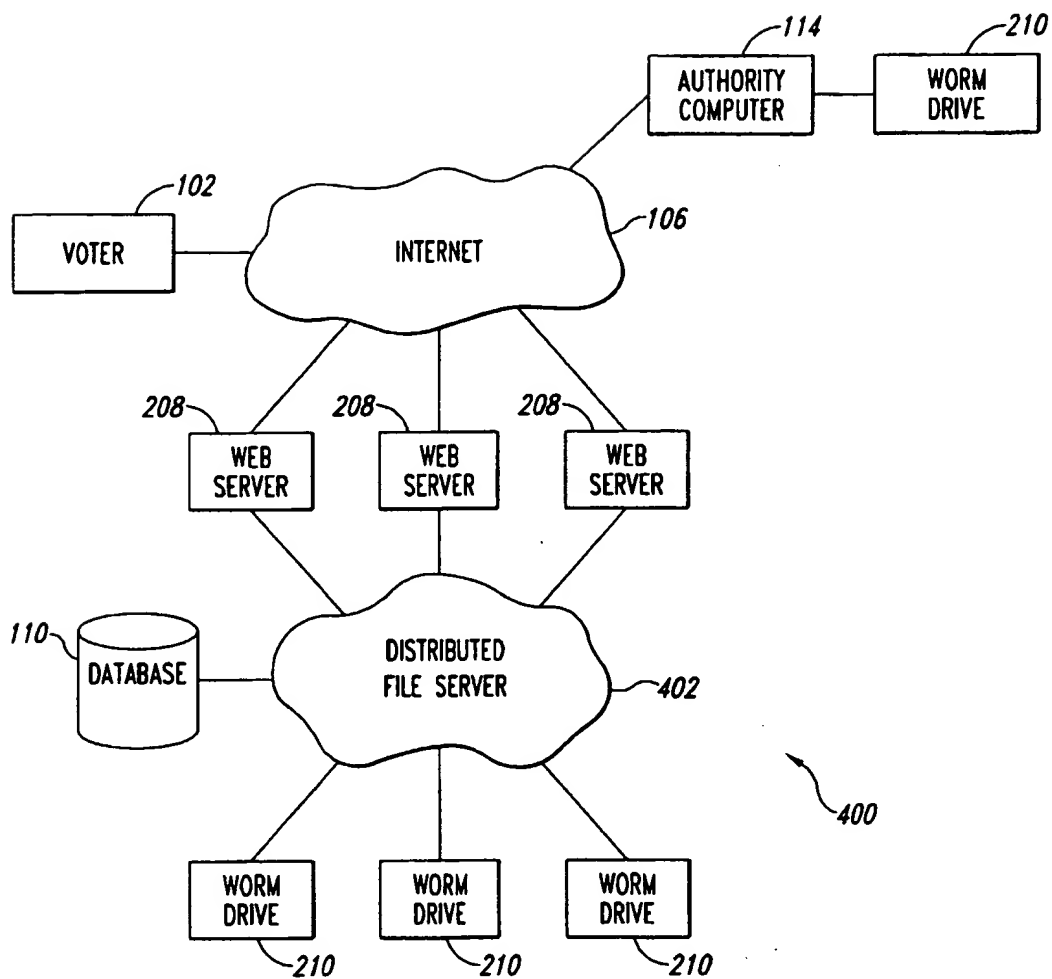 114
210
AUTHORITY
COMPUTER
WORM
DRIVE
102
106
VOTER
INTERNET
208
208
208
WEB
SERVER
WEB
SERVER
WEB
SERVER
110
DATABASE
DISTRIBUTED
FILE SERVER
402
400
WORM
DRIVE
WORM
DRIVE
WORM
DRIVE
210
210
210